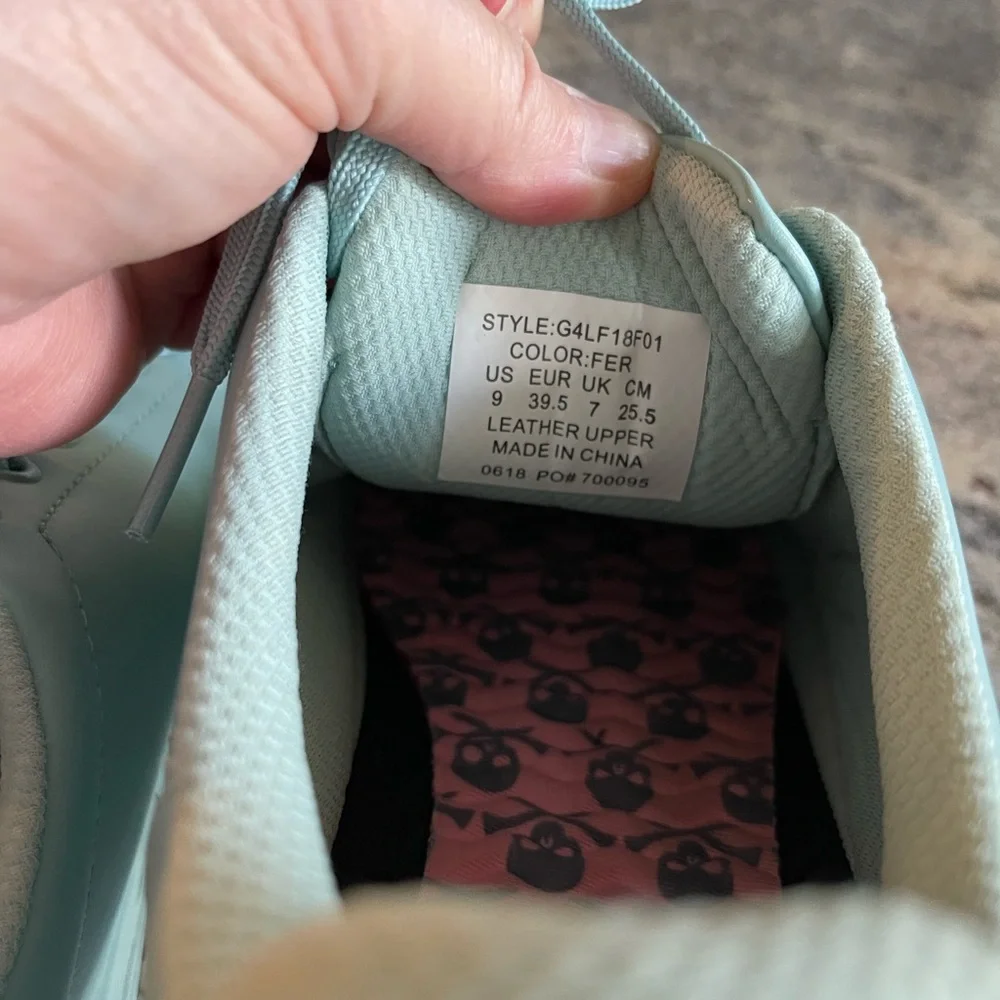 STYLE:G4LF18F01
COLOR:FER
US EUR UK CM
9 39.5 7 25.5
LEATHER UPPER
MADE IN CHINA
0618 PO# 700095